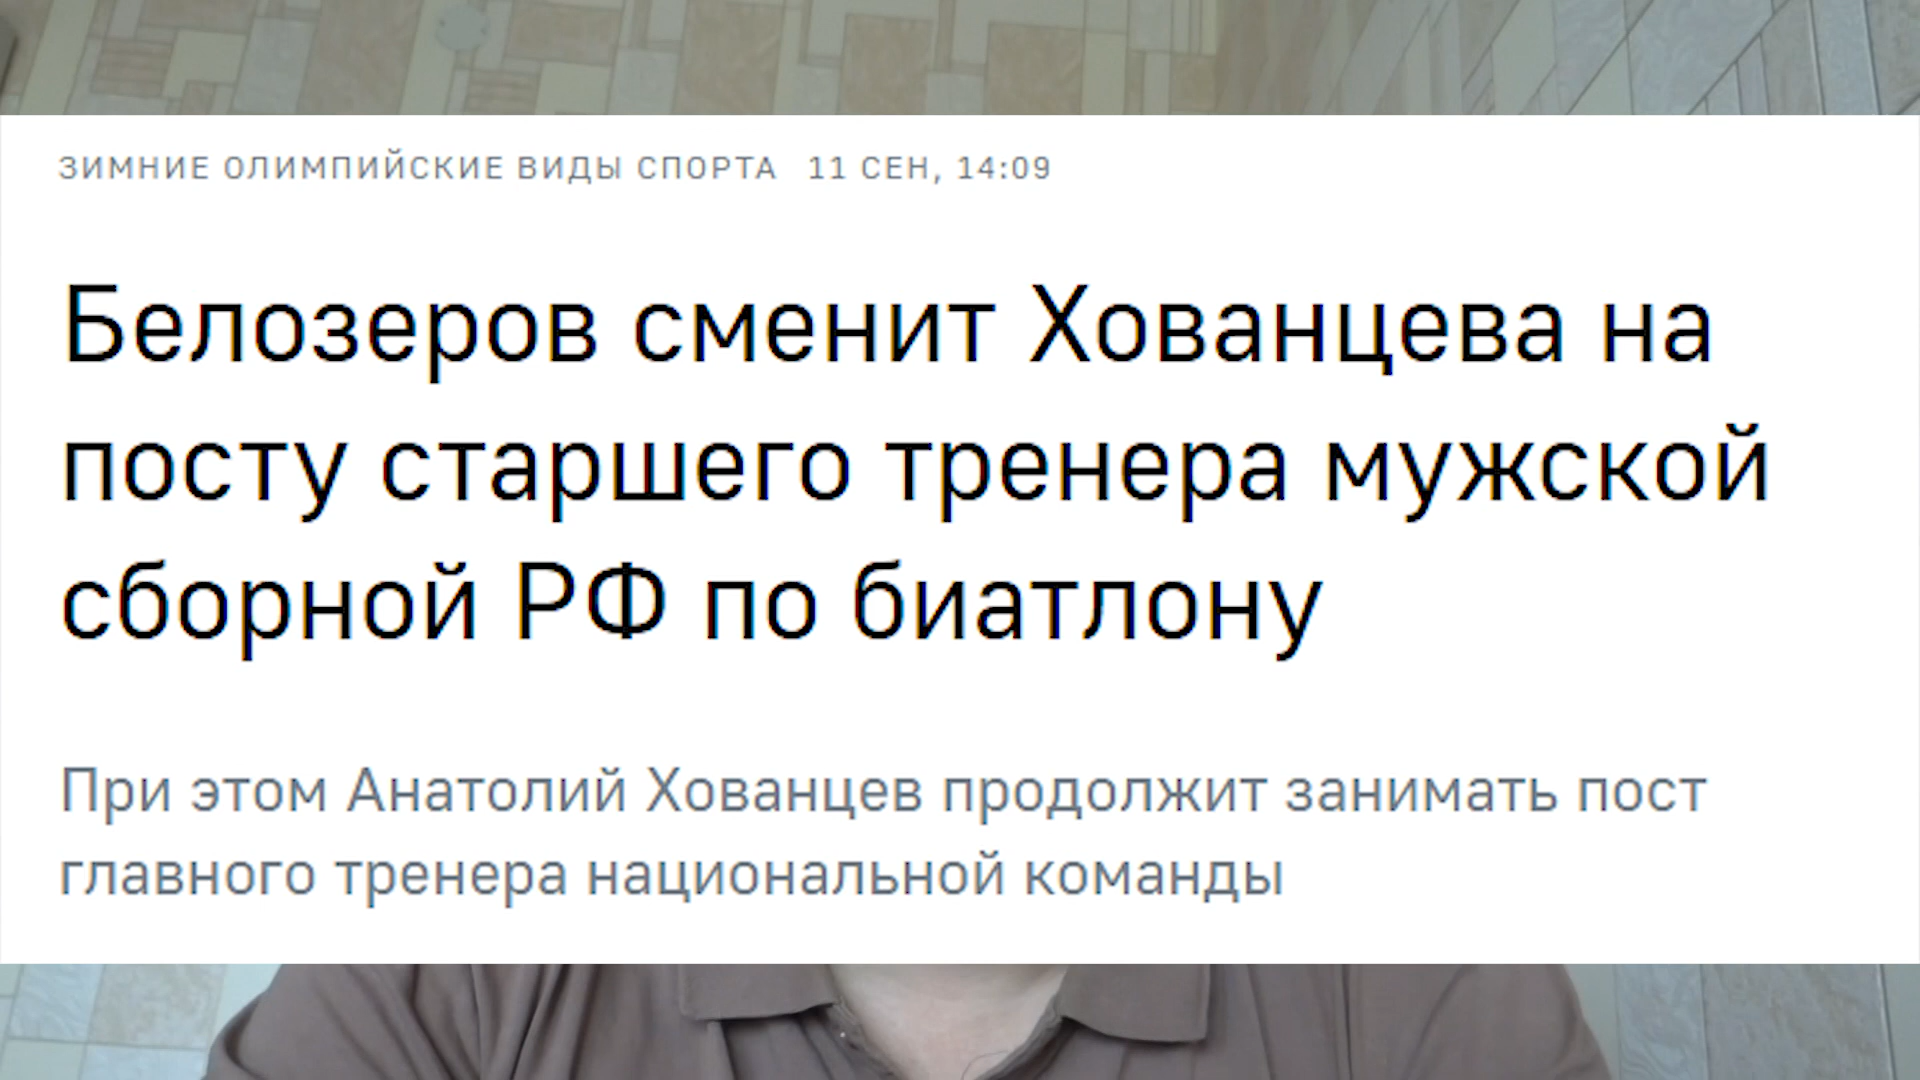 ЗИМНИЕ ОЛИМПИЙСКИЕ ВИДЫ СПОРТА 11 СЕН, 14:09
Белозеров сменит Хованцева на
посту старшего тренера мужской
сборной РФ по биатлону
При этом Анатолий Хованцев продолжит занимать пост
главного тренера национальной команды